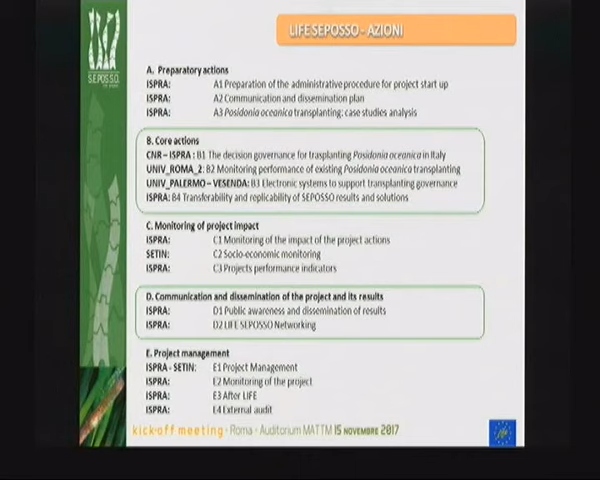 LIFE SEPOSSO - AZIONI
S.E.POS.S.O.
A. Preparatory actions
ISPRA: A1 Preparation of the administrative procedure for project start up
ISPRA: A2 Communication and dissemination plan
ISPRA: A3 Posidonia oceanica transplanting: case studies analysis
B. Core actions
CNR – ISPRA : B1 The decision governance for trasplanting Posidonia oceanica in Italy
UNIV_ROMA_2: B2 Monitoring performance of existing Posidonia oceanica transplanting
UNIV_PALERMO – VESENDA: B3 Electronic systems to support transplanting governance
ISPRA: B4 Transferability and replicability of SEPOSSO results and solutions
C. Monitoring of project impact
ISPRA: C1 Monitoring of the impact of the project actions
SETIN: C2 Socio-economic monitoring
ISPRA: C3 Projects performance indicators
D. Communication and dissemination of the project and its results
ISPRA: D1 Public awareness and dissemination of results
ISPRA: D2 LIFE SEPOSSO Networking
E. Project management
ISPRA - SETIN: E1 Project Management
ISPRA: E2 Monitoring of the project
ISPRA: E3 After LIFE
ISPRA: E4 External audit
kick-off meeting - Roma - Auditorium MATTM 15 NOVEMBRE 2017